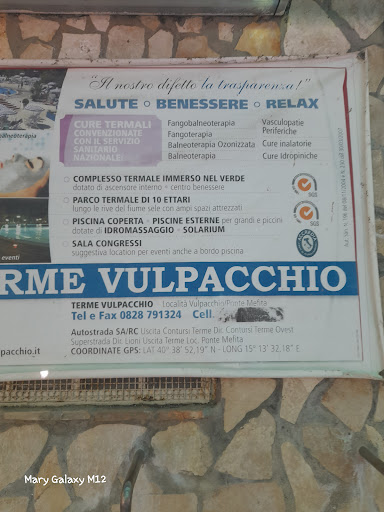 "Il nostro difetto la trasparenza!"
SALUTE BENESSERE RELAX
CURE TERMALI
CONVENZIONATE
CON IL SERVIZIO
SANITARIO
NAZIONALE:
Fangobalneoterapia
Fangoterapia
Balneoterapia Ozonizzata
Balneoterapia
Vasculopatie
Periferiche
Cure inalatorie
Cure Idropiniche
COMPLESSO TERMALE IMMERSO NEL VERDE
dotato di ascensore interno + centro benessere
PARCO TERMALE DI 10 ETTARI
lungo le rive del fiume sele con ampi spazi attrezzati
PISCINA COPERTA - PISCINE ESTERNE per grandi e piccini
dotate di IDROMASSAGGIO - SOLARIUM
SALA CONGRESSI
suggestiva location per eventi anche a bordo piscina
SGS
SGS
eventi
RME VULPACCHIO
TERME VULPACCHIO - Località Vulpacchio/Ponte Mefita
Tel e Fax 0828 791324 Cell.
Autostrada SA/RC Uscita Contursi Terme Dir. Contursi Terme Ovest
Superstrada Dir. Lioni Uscita Terme Loc. Ponte Mefita
COORDINATE GPS: LAT 40° 38' 52,19" N - LONG 15° 13' 32,18" E
pacchio.it
Mary Galaxy M12